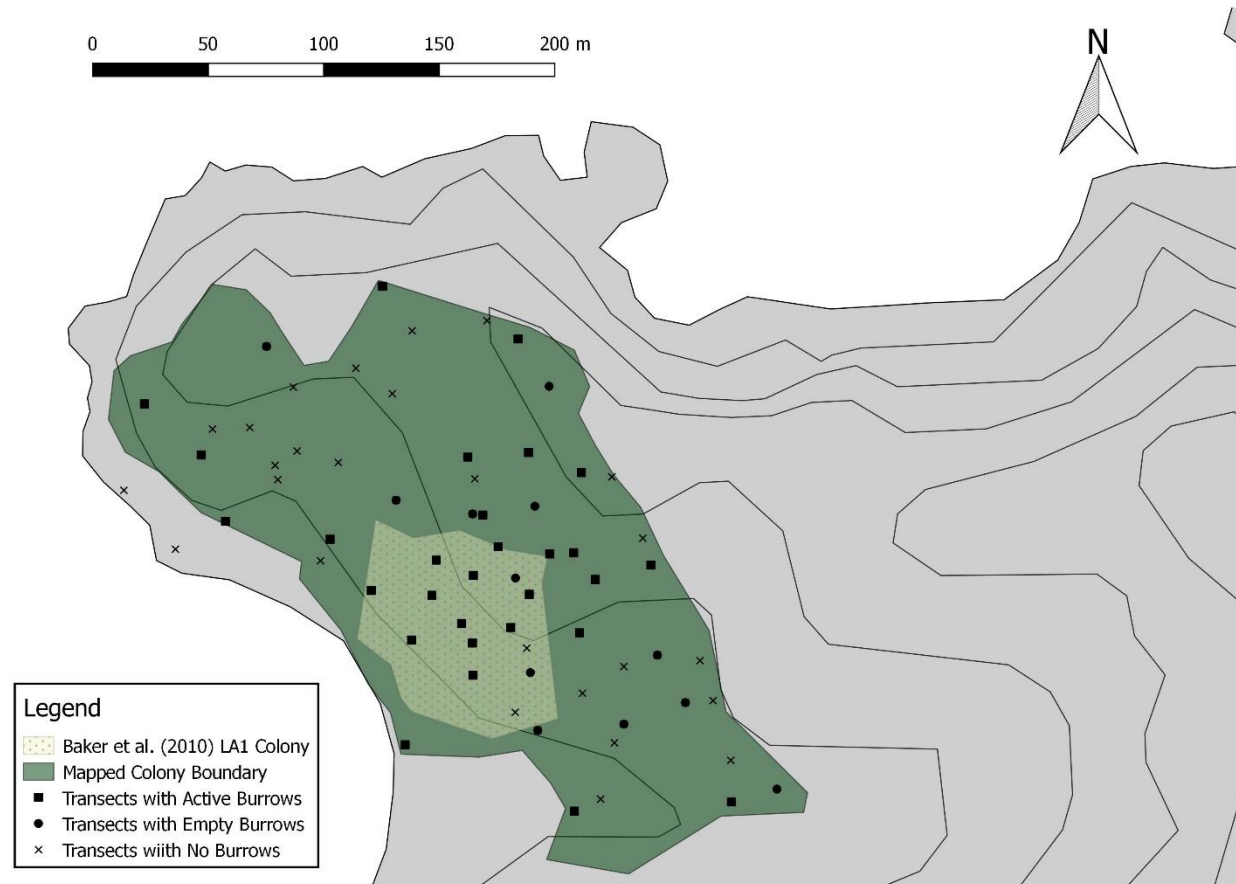 0 50 100 150 200 m
N
Legend
Baker et al. (2010) LA1 Colony
Mapped Colony Boundary
Transects with Active Burrows
Transects with Empty Burrows
Transects wiith No Burrows